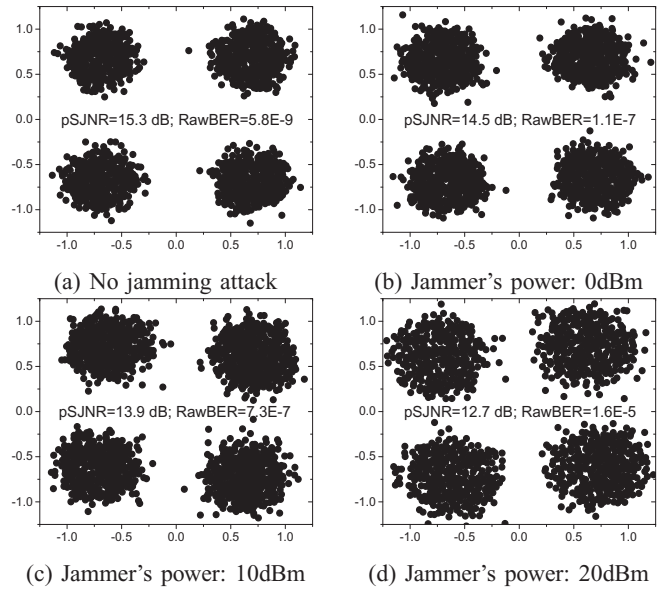 1.0
0.5
0.0
-0.5
-1.0
pSJNR=15.3 dB; RawBER=5.8E-9
-1.0 -0.5 0.0 0.5 1.0
(a) No jamming attack
1.0
0.5
0.0
-0.5
-1.0
pSJNR=14.5 dB; RawBER=1.1E-7
-1.0 -0.5 0.0 0.5 1.0
(b) Jammer's power: 0dBm
1.0
0.5
0.0
-0.5
-1.0
pSJNR=13.9 dB; RawBER=7.3E-7
-1.0 -0.5 0.0 0.5 1.0
(c) Jammer's power: 10dBm
1.0
0.5
0.0
-0.5
-1.0
pSJNR=12.7 dB; RawBER=1.6E-5
-1.0 -0.5 0.0 0.5 1.0
(d) Jammer's power: 20dBm